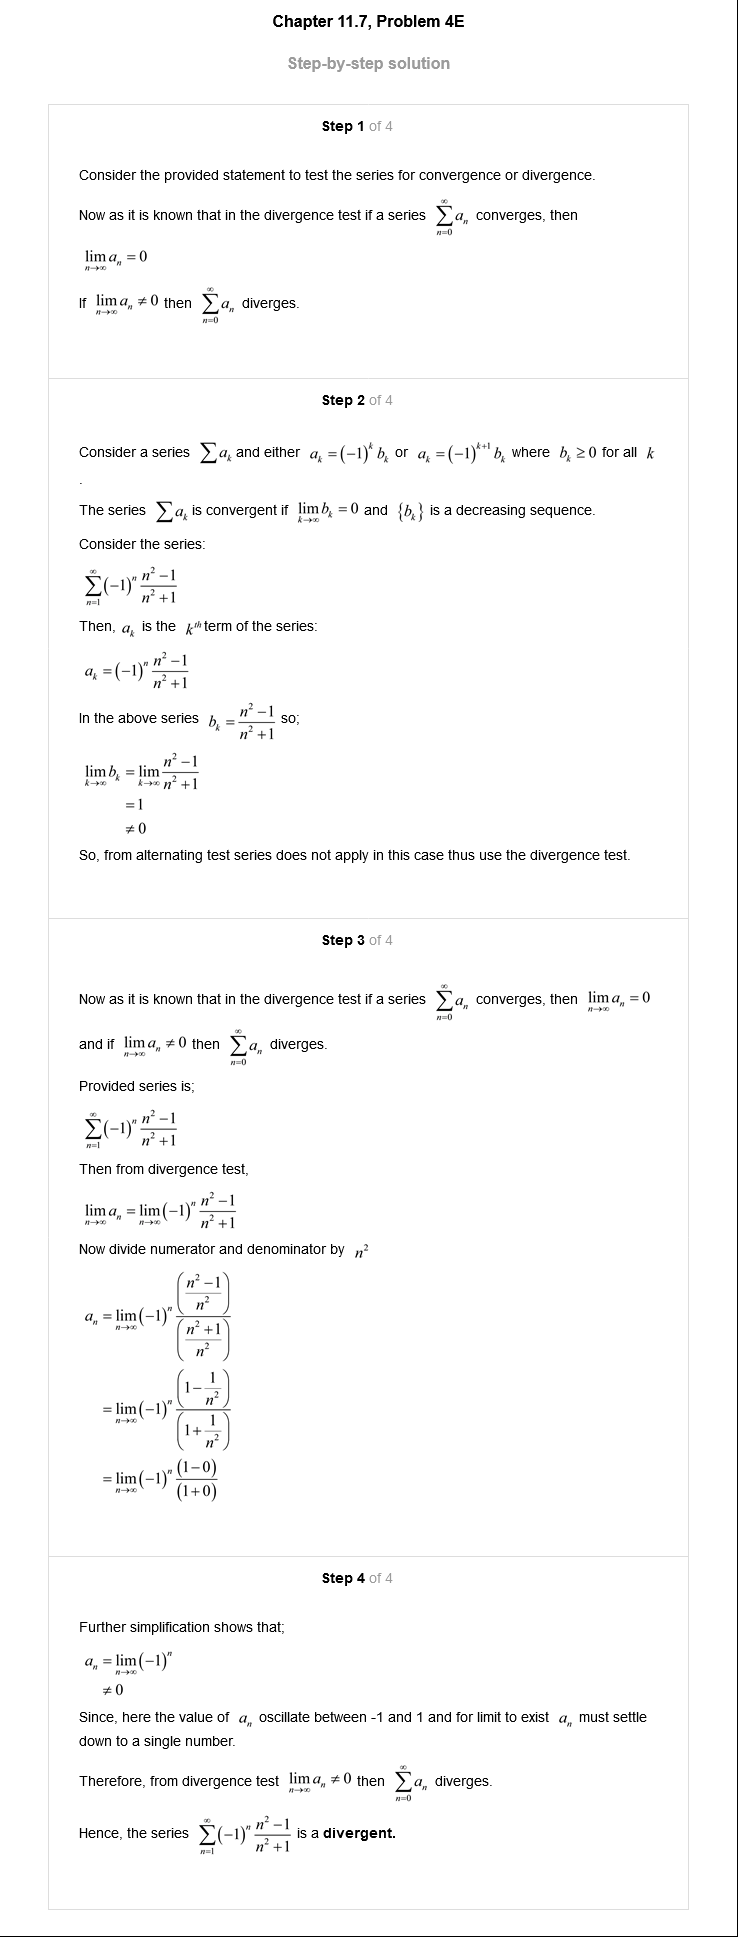 Chapter 11.7, Problem 4E
Step-by-step solution
Step 1 of 4
Consider the provided statement to test the series for convergence or divergence.
Now as it is known that in the divergence test if a series $\sum_{n=0}^{\infty} a_n$ converges, then
$\lim_{n\to\infty} a_n = 0$
If $\lim_{n\to\infty} a_n \neq 0$ then $\sum_{n=0}^{\infty} a_n$ diverges.
Step 2 of 4
Consider a series $\sum a_k$ and either $a_k = (-1)^k b_k$ or $a_k = (-1)^{k+1} b_k$ where $b_k \geq 0$ for all $k$
.
The series $\sum a_k$ is convergent if $\lim_{k\to\infty} b_k = 0$ and $\{b_k\}$ is a decreasing sequence.
Consider the series:
$\sum_{n=1}^{\infty} (-1)^n \frac{n^2-1}{n^2+1}$
Then, $a_k$ is the $k^{th}$ term of the series:
$a_k = (-1)^n \frac{n^2-1}{n^2+1}$
In the above series $b_k = \frac{n^2-1}{n^2+1}$ so;
$\lim_{k\to\infty} b_k = \lim_{k\to\infty} \frac{n^2-1}{n^2+1}$
$= 1$
$\neq 0$
So, from alternating test series does not apply in this case thus use the divergence test.
Step 3 of 4
Now as it is known that in the divergence test if a series $\sum_{n=0}^{\infty} a_n$ converges, then $\lim_{n\to\infty} a_n = 0$
and if $\lim_{n\to\infty} a_n \neq 0$ then $\sum_{n=0}^{\infty} a_n$ diverges.
Provided series is;
$\sum_{n=1}^{\infty} (-1)^n \frac{n^2-1}{n^2+1}$
Then from divergence test,
$\lim_{n\to\infty} a_n = \lim_{n\to\infty} (-1)^n \frac{n^2-1}{n^2+1}$
Now divide numerator and denominator by $n^2$
$a_n = \lim_{n\to\infty} (-1)^n \frac{\left(\frac{n^2-1}{n^2}\right)}{\left(\frac{n^2+1}{n^2}\right)}$
$= \lim_{n\to\infty} (-1)^n \frac{\left(1-\frac{1}{n^2}\right)}{\left(1+\frac{1}{n^2}\right)}$
$= \lim_{n\to\infty} (-1)^n \frac{(1-0)}{(1+0)}$
Step 4 of 4
Further simplification shows that;
$a_n = \lim_{n\to\infty} (-1)^n$
$\neq 0$
Since, here the value of $a_n$ oscillate between -1 and 1 and for limit to exist $a_n$ must settle
down to a single number.
Therefore, from divergence test $\lim_{n\to\infty} a_n \neq 0$ then $\sum_{n=0}^{\infty} a_n$ diverges.
Hence, the series $\sum_{n=1}^{\infty} (-1)^n \frac{n^2-1}{n^2+1}$ is a divergent.